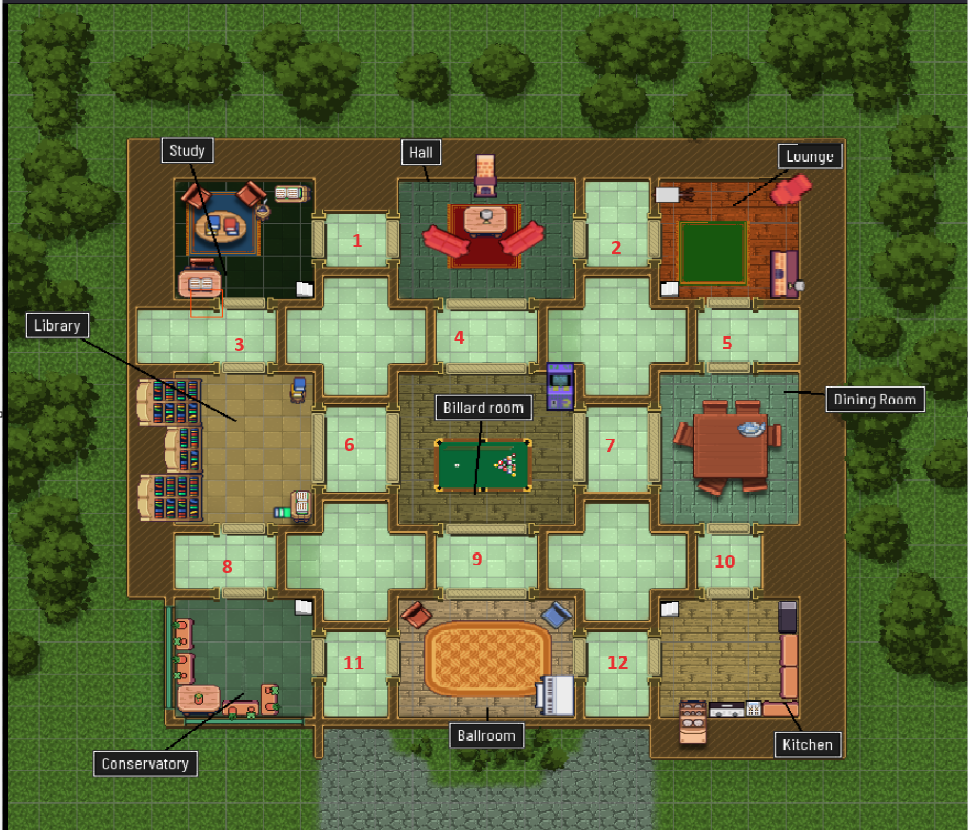 Study
Hall
Lounge
1
2
Library
3
4
5
Billard room
Dining Room
6
7
8
9
10
11
12
Conservatory
Ballroom
Kitchen